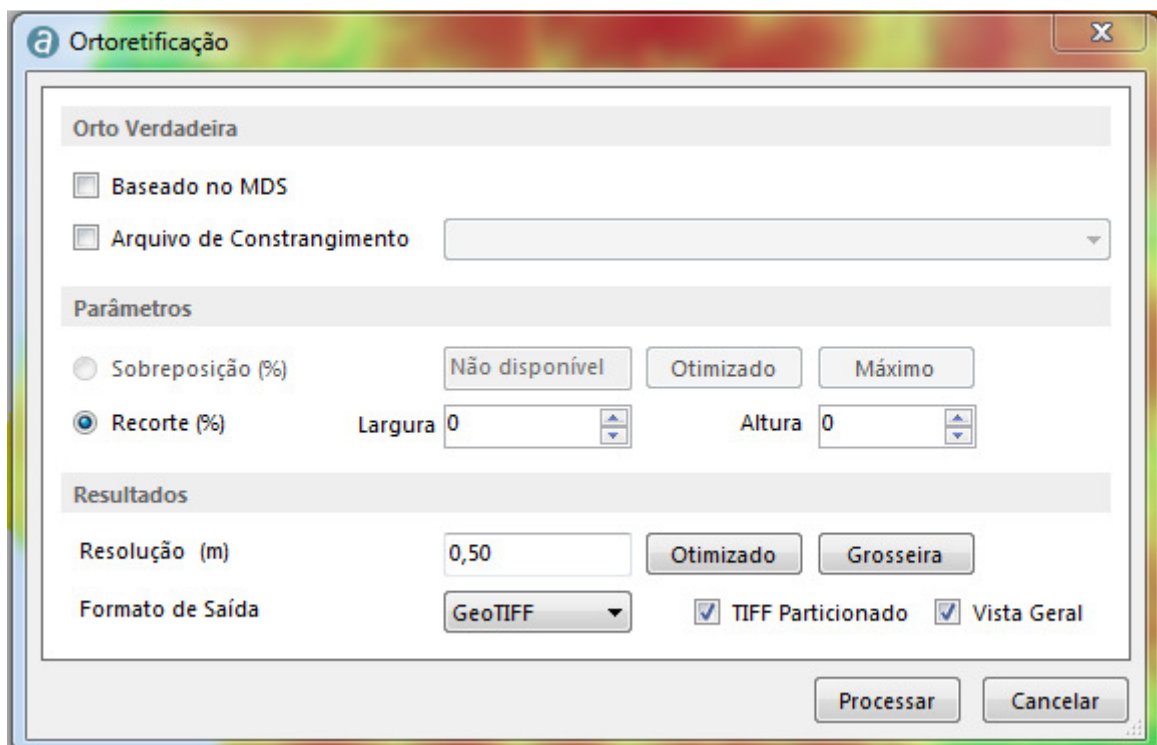 a Ortoretificação X
Orto Verdadeira
Baseado no MDS
Arquivo de Constrangimento
Parâmetros
Sobreposição (%) Não disponível Otimizado Máximo
Recorte (%) Largura 0 Altura 0
Resultados
Resolução (m) 0,50 Otimizado Grosseira
Formato de Saída GeoTIFF TIFF Particionado Vista Geral
Processar Cancelar